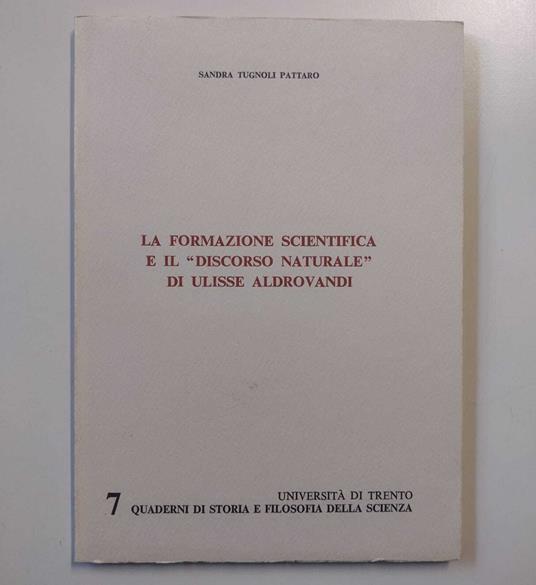 SANDRA TUGNOLI PATTARO
LA FORMAZIONE SCIENTIFICA
E IL “DISCORSO NATURALE”
DI ULISSE ALDROVANDI
7
UNIVERSITÀ DI TRENTO
QUADERNI DI STORIA E FILOSOFIA DELLA SCIENZA